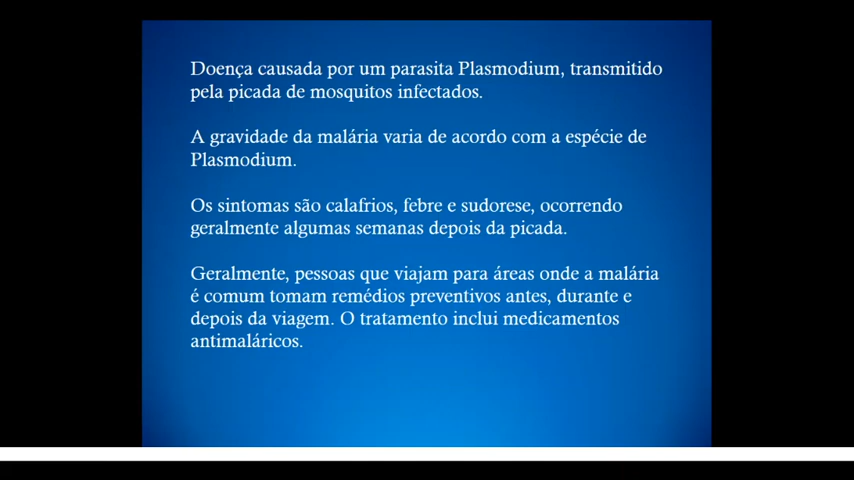 Doença causada por um parasita Plasmodium, transmitido
pela picada de mosquitos infectados.
A gravidade da malária varia de acordo com a espécie de
Plasmodium.
Os sintomas são calafrios, febre e sudorese, ocorrendo
geralmente algumas semanas depois da picada.
Geralmente, pessoas que viajam para áreas onde a malária
é comum tomam remédios preventivos antes, durante e
depois da viagem. O tratamento inclui medicamentos
antimaláricos.